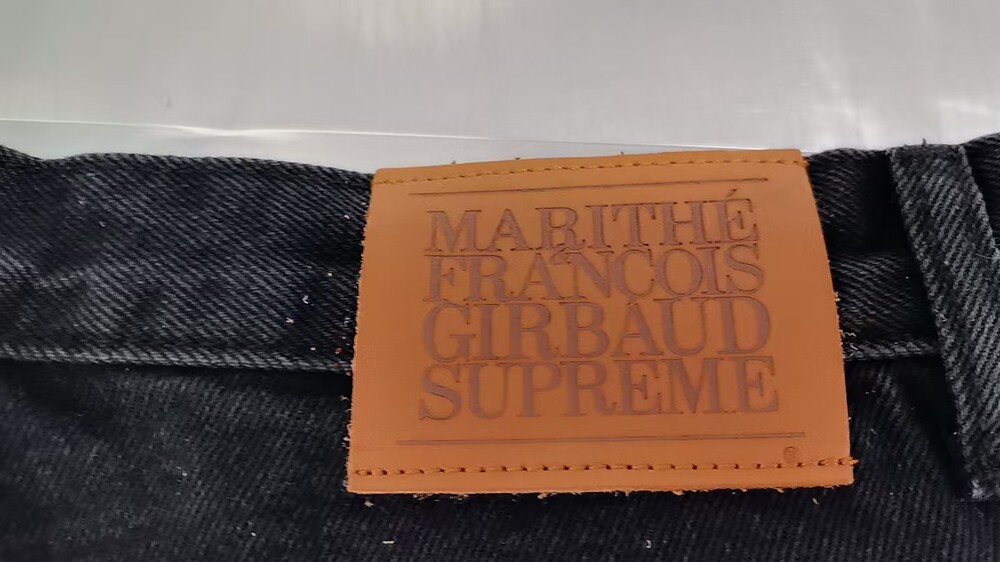 MARITHÉ
&
FRANÇOIS
GIRBAUD
SUPREME
®